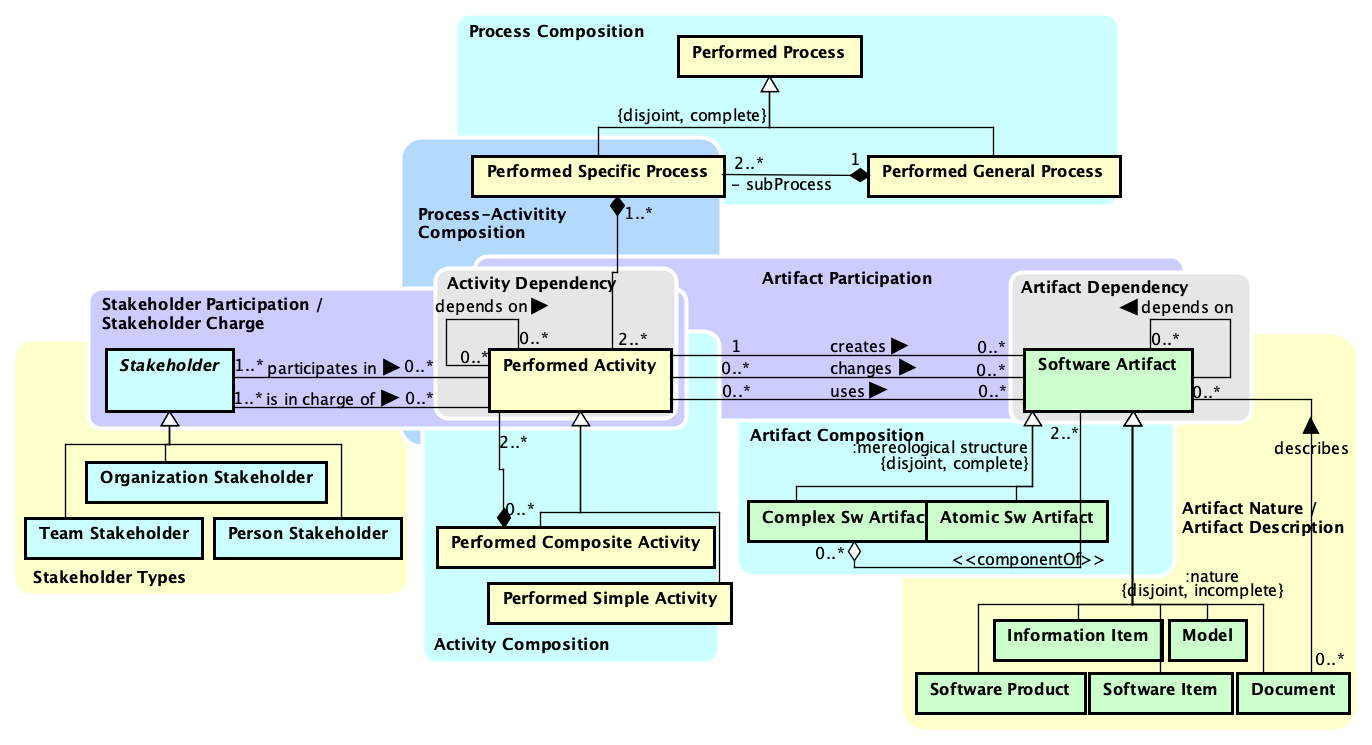 Process Composition
Performed Process
{disjoint, complete}
Performed Specific Process
2..*
1
- subProcess
Performed General Process
1..*
Process-Activitity
Composition
Activity Dependency
depends on
0..*
0..*
2..*
Performed Activity
Artifact Participation
Artifact Dependency
depends on
0..*
0..*
Software Artifact
Stakeholder Participation /
Stakeholder Charge
Stakeholder
1..* participates in 0..*
1..* is in charge of 0..*
1 creates 0..*
0..* changes 0..*
0..* uses 0..*
Organization Stakeholder
Team Stakeholder
Person Stakeholder
Stakeholder Types
2..*
0..*
Performed Composite Activity
Performed Simple Activity
Activity Composition
Artifact Composition
:mereological structure
{disjoint, complete}
2..*
Complex Sw Artifac
Atomic Sw Artifact
0..*
<<componentOf>>
describes
Artifact Nature /
Artifact Description
:nature
{disjoint, incomplete}
Information Item
Model
0..*
Software Product
Software Item
Document